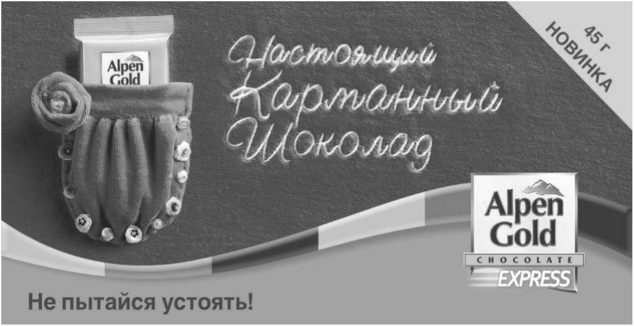 Alpen
Gold
Настоящий
Карманный
Шоколад
45 г
НОВИНКА
Alpen
Gold
CHOCOLATE
EXPRESS
Не пытайся устоять!